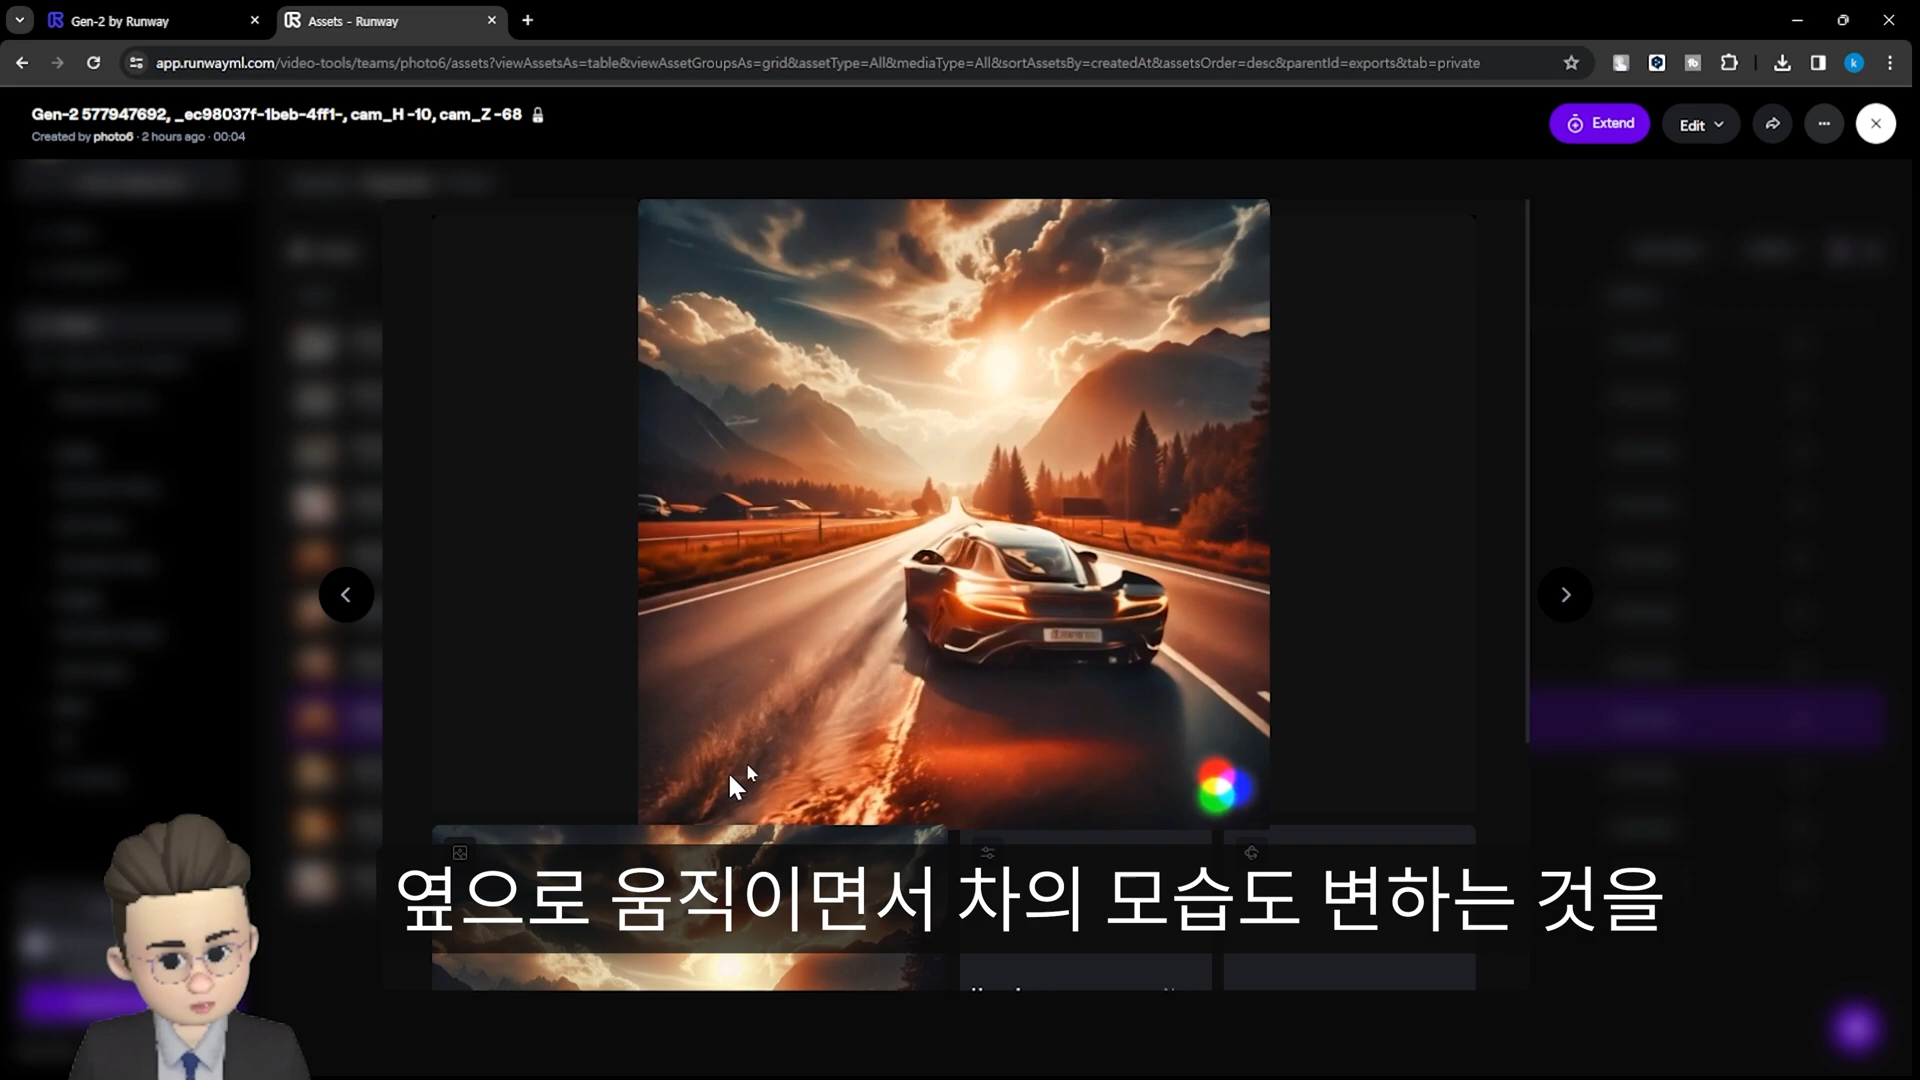 Gen-2 by Runway
Assets - Runway
app.runwayml.com/video-tools/teams/photo6/assets?viewAssetsAs=table&viewAssetGroupsAs=grid&assetType=All&mediaType=All&sortAssetsBy=createdAt&assetsOrder=desc&parentId=exports&tab=private
k
Gen-2 577947692, _ec98037f-1beb-4ff1-, cam_H -10, cam_Z -68
Created by photo6 · 2 hours ago · 00:04
Extend
Edit
옆으로 움직이면서 차의 모습도 변하는 것을